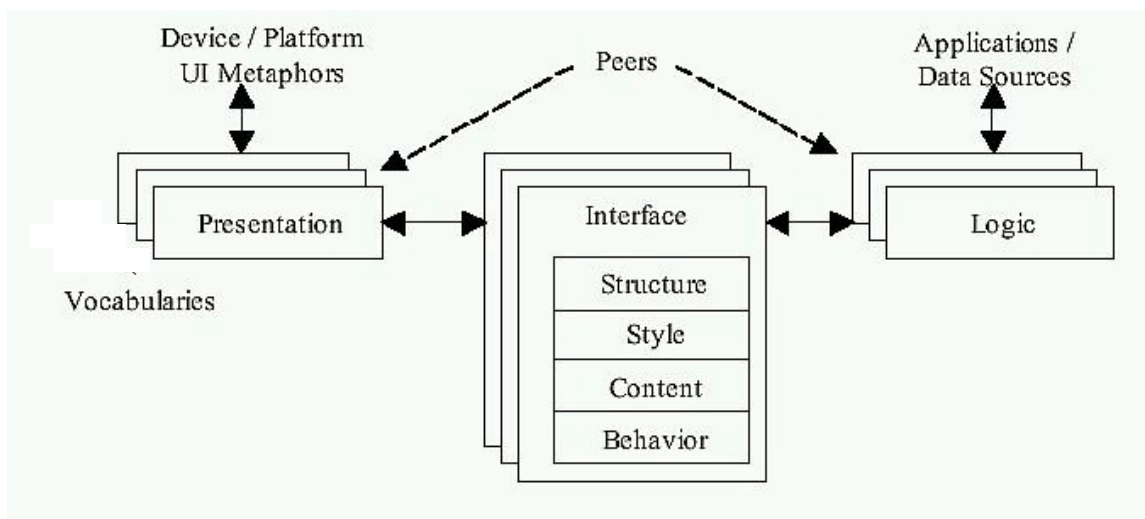 Device / Platform
UI Metaphors
Peers
Applications /
Data Sources
Presentation
Interface
Logic
Structure
Style
Content
Behavior
Vocabularies